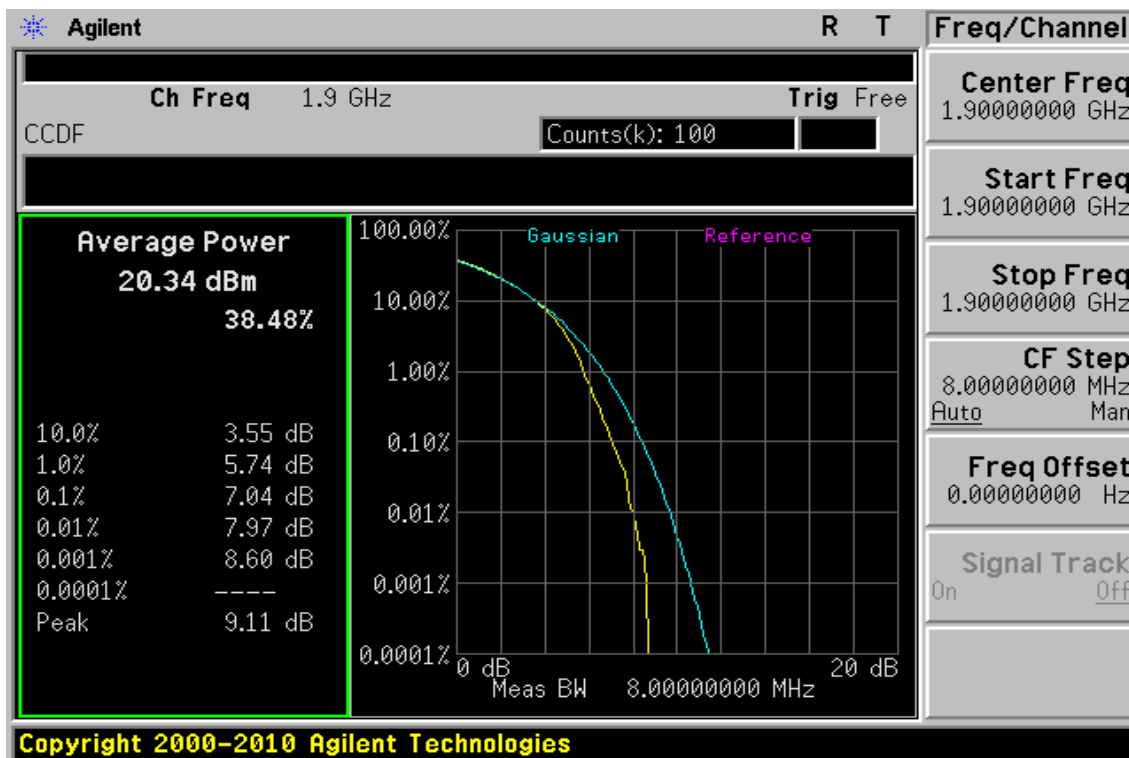 Agilent R T
Ch Freq 1.9 GHz Trig Free
CCDF Counts(k): 100
Average Power
20.34 dBm
38.48%
10.0% 3.55 dB
1.0% 5.74 dB
0.1% 7.04 dB
0.01% 7.97 dB
0.001% 8.60 dB
0.0001% ----
Peak 9.11 dB
Gaussian Reference
100.00%
10.00%
1.00%
0.10%
0.01%
0.001%
0.0001%
0 dB 20 dB
Meas BW 8.00000000 MHz
Freq/Channel
Center Freq
1.90000000 GHz
Start Freq
1.90000000 GHz
Stop Freq
1.90000000 GHz
CF Step
8.00000000 MHz
Auto Man
Freq Offset
0.00000000 Hz
Signal Track
On Off
Copyright 2000-2010 Agilent Technologies